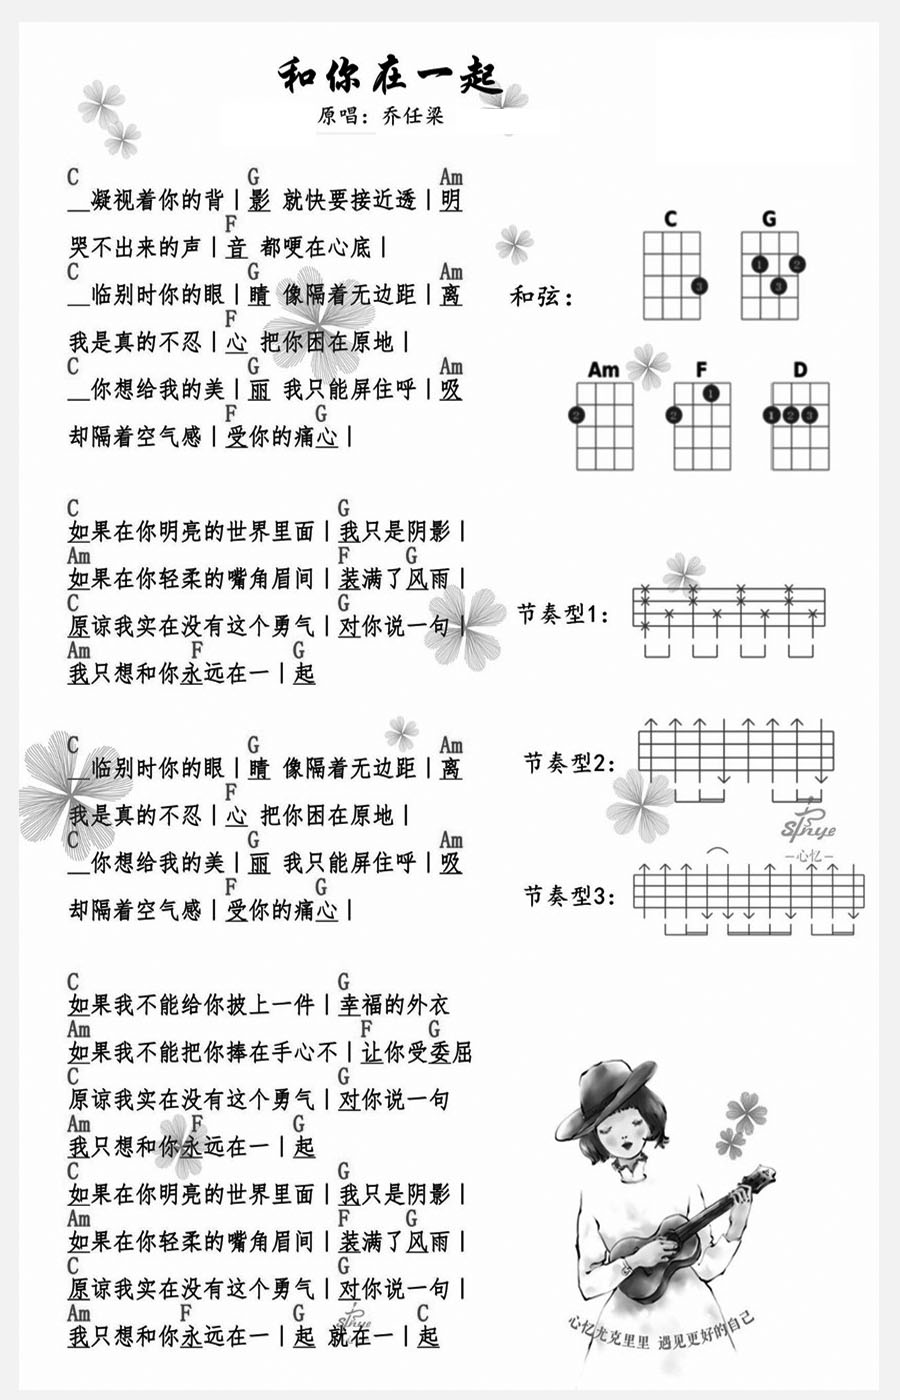 和你在一起
原唱：乔任梁
C G Am
__凝视着你的背|影 就快要接近透|明
F
哭不出来的声|音 都哽在心底|
C G Am
__临别时你的眼|睛 像隔着无边距|离
F
我是真的不忍|心 把你困在原地|
C G Am
__你想给我的美|丽 我只能屏住呼|吸
F G
却隔着空气感|受你的痛心|
C G
如果在你明亮的世界里面|我只是阴影|
Am F G
如果在你轻柔的嘴角眉间|装满了风雨|
C G
原谅我实在没有这个勇气|对你说一句|
Am F G
我只想和你永远在一|起
C G Am
__临别时你的眼|睛 像隔着无边距|离
F
我是真的不忍|心 把你困在原地|
C G Am
__你想给我的美|丽 我只能屏住呼|吸
F G
却隔着空气感|受你的痛心|
C G
如果我不能给你披上一件|幸福的外衣
Am F G
如果我不能把你捧在手心不|让你受委屈
C G
原谅我实在没有这个勇气|对你说一句
Am F G
我只想和你永远在一|起
C G
如果在你明亮的世界里面|我只是阴影|
Am F G
如果在你轻柔的嘴角眉间|装满了风雨|
C G
原谅我实在没有这个勇气|对你说一句|
Am F G C
我只想和你永远在一|起 就在一|起
C G
1 2
3 3
和弦：
Am F D
1
2 2 1 2 3
节奏型1：
节奏型2：
节奏型3：
—心忆—
心忆尤克里里 遇见更好的自己